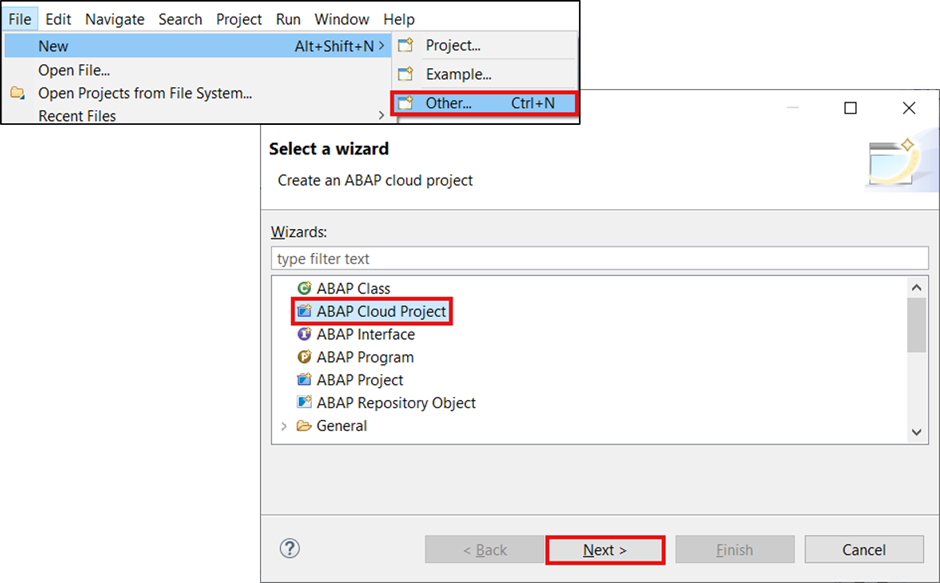 File Edit Navigate Search Project Run Window Help
New Alt+Shift+N >
Open File...
Open Projects from File System...
Recent Files >
Project...
Example...
Other... Ctrl+N
Select a wizard
Create an ABAP cloud project
Wizards:
type filter text
ABAP Class
ABAP Cloud Project
ABAP Interface
ABAP Program
ABAP Project
ABAP Repository Object
General
< Back Next > Finish Cancel